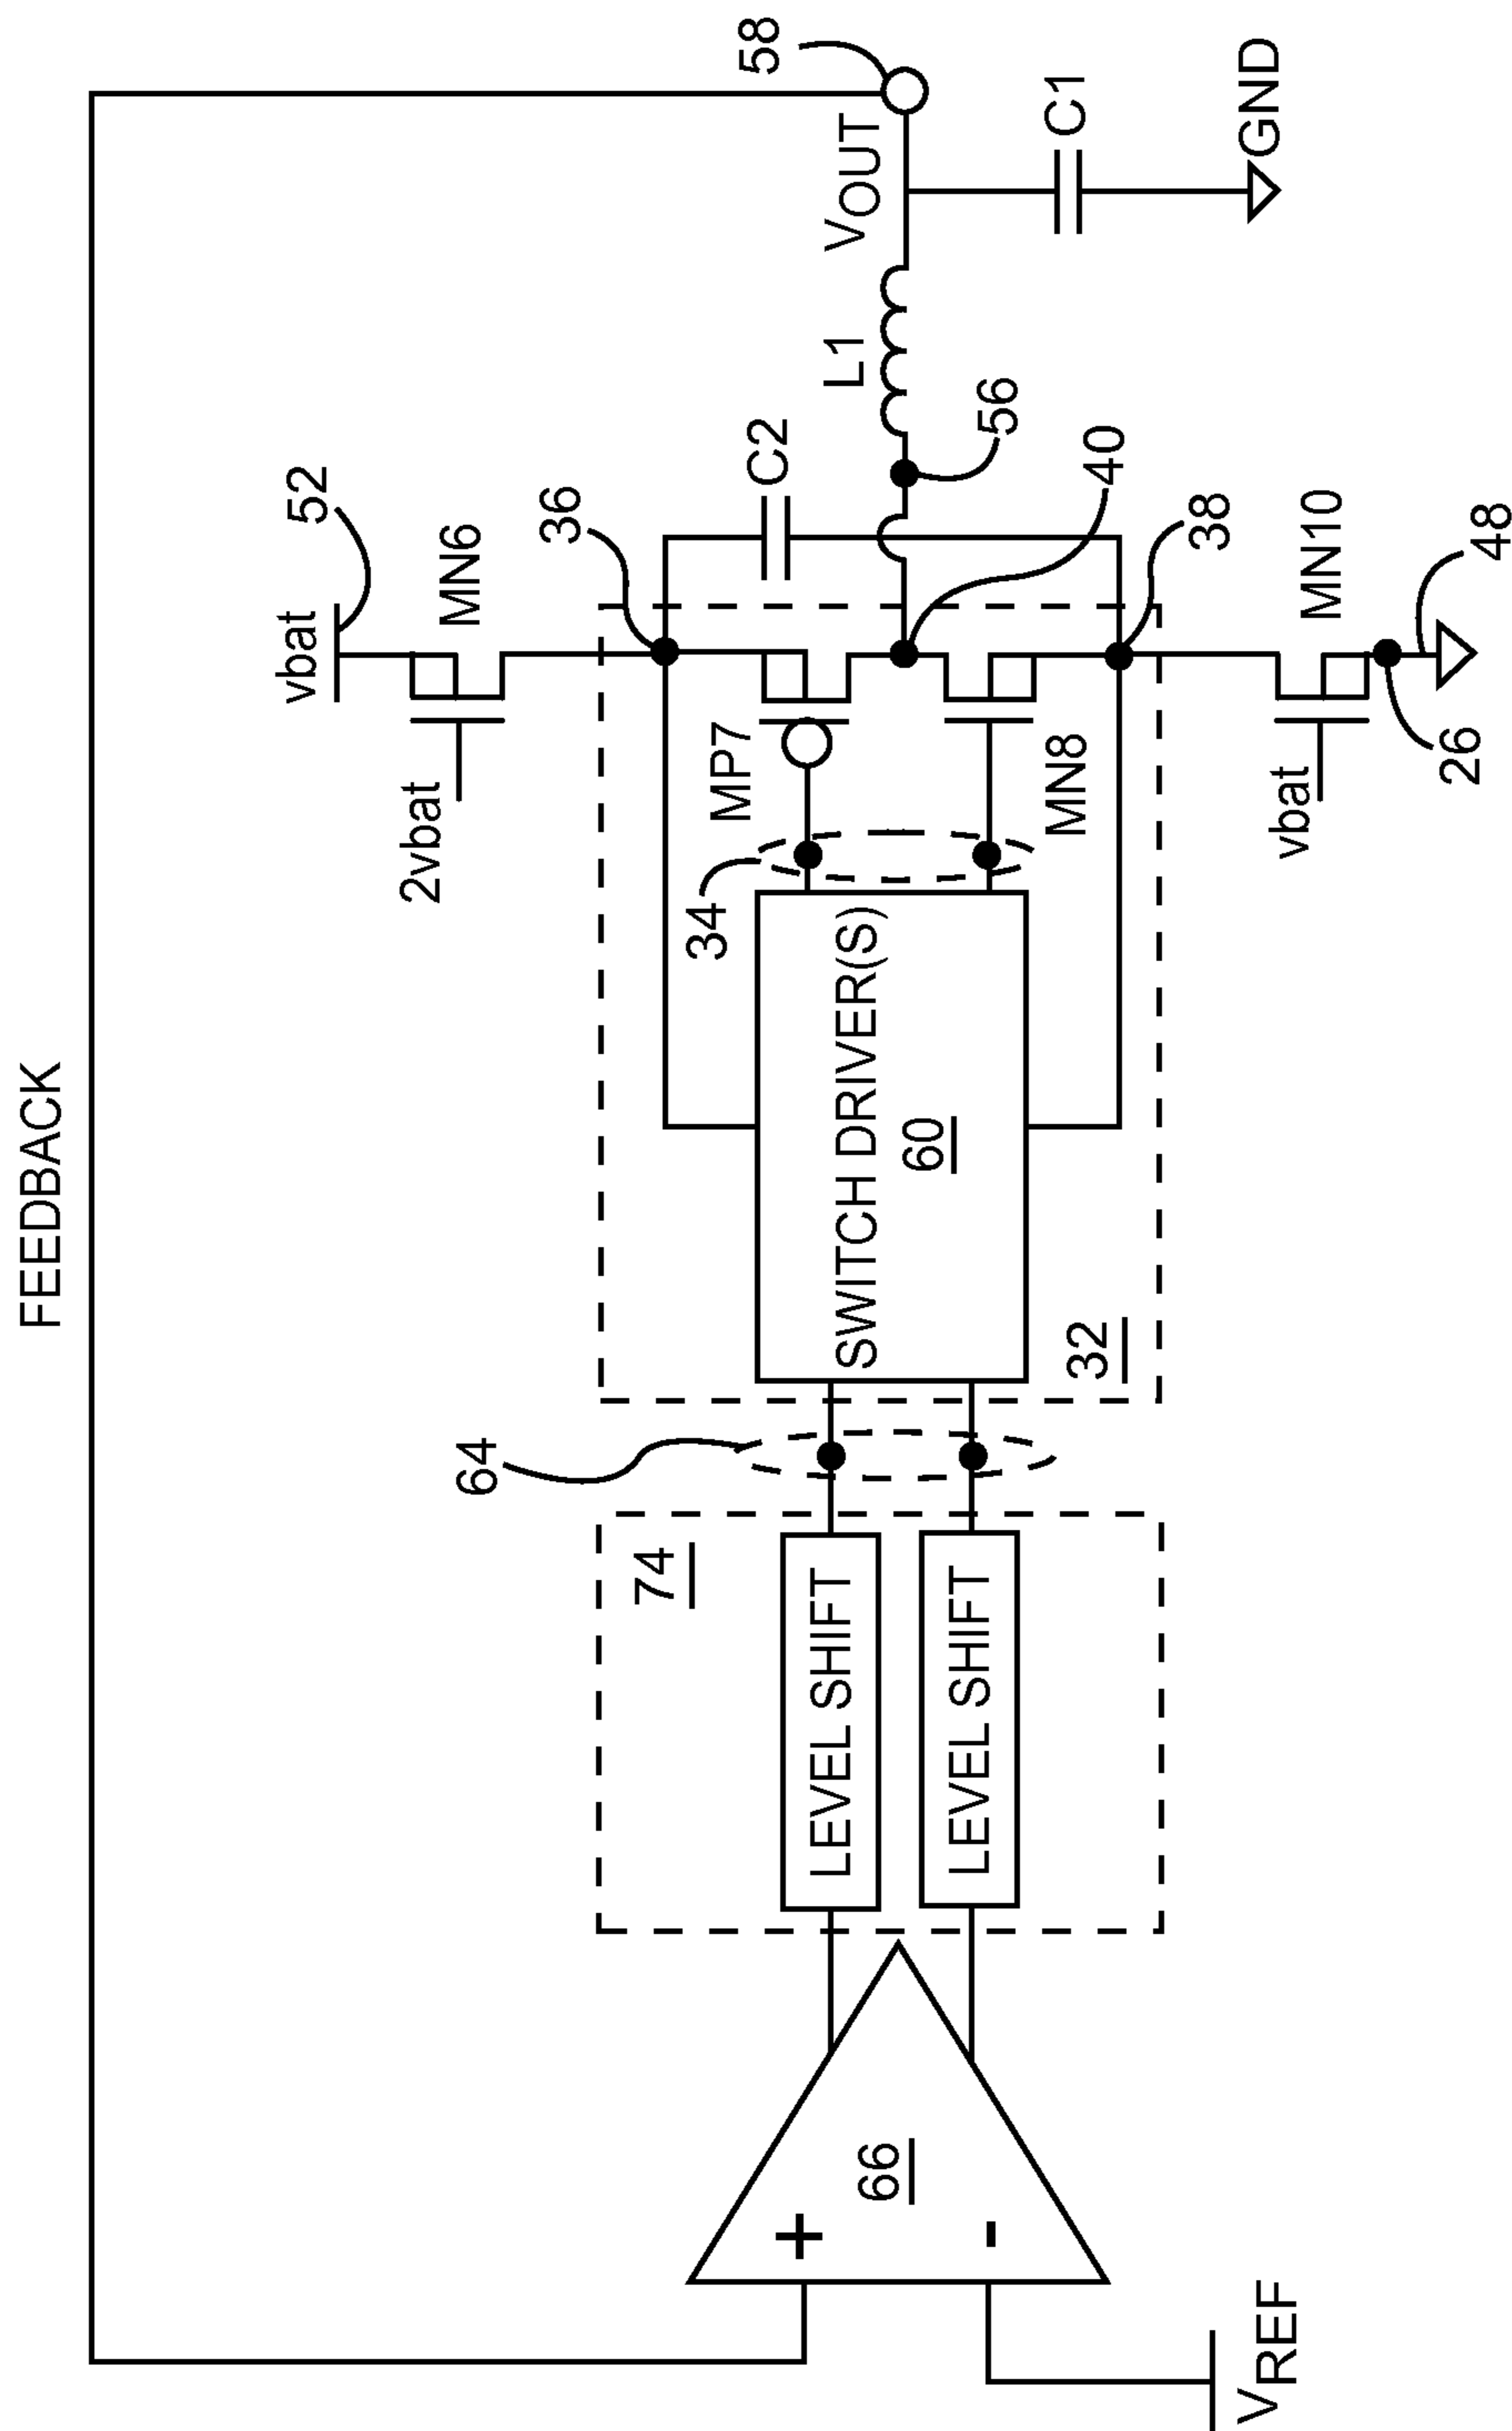 FEEDBACK
vbat
52
2vbat
MN6
36
C2
58
VOUT
L1
C1
GND
56
40
38
MP7
34
MN8
SWITCH DRIVER(S)
60
32
64
74
LEVEL SHIFT
LEVEL SHIFT
66
+
-
VREF
vbat
MN10
26
48